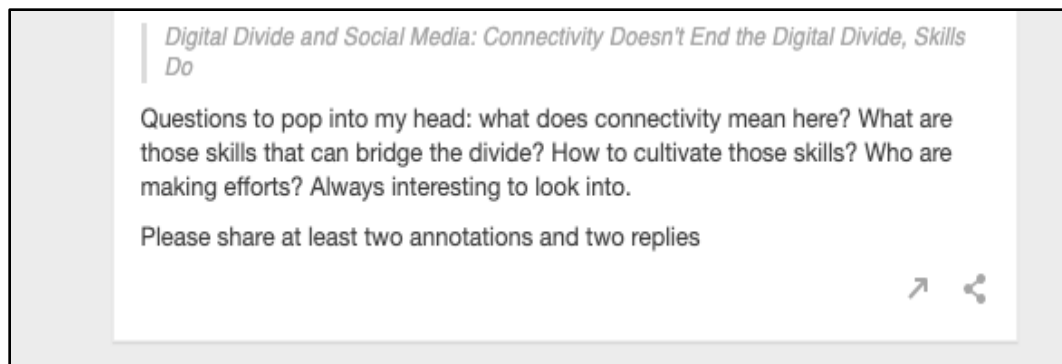 Digital Divide and Social Media: Connectivity Doesn't End the Digital Divide, Skills
Do
Questions to pop into my head: what does connectivity mean here? What are
those skills that can bridge the divide? How to cultivate those skills? Who are
making efforts? Always interesting to look into.
Please share at least two annotations and two replies